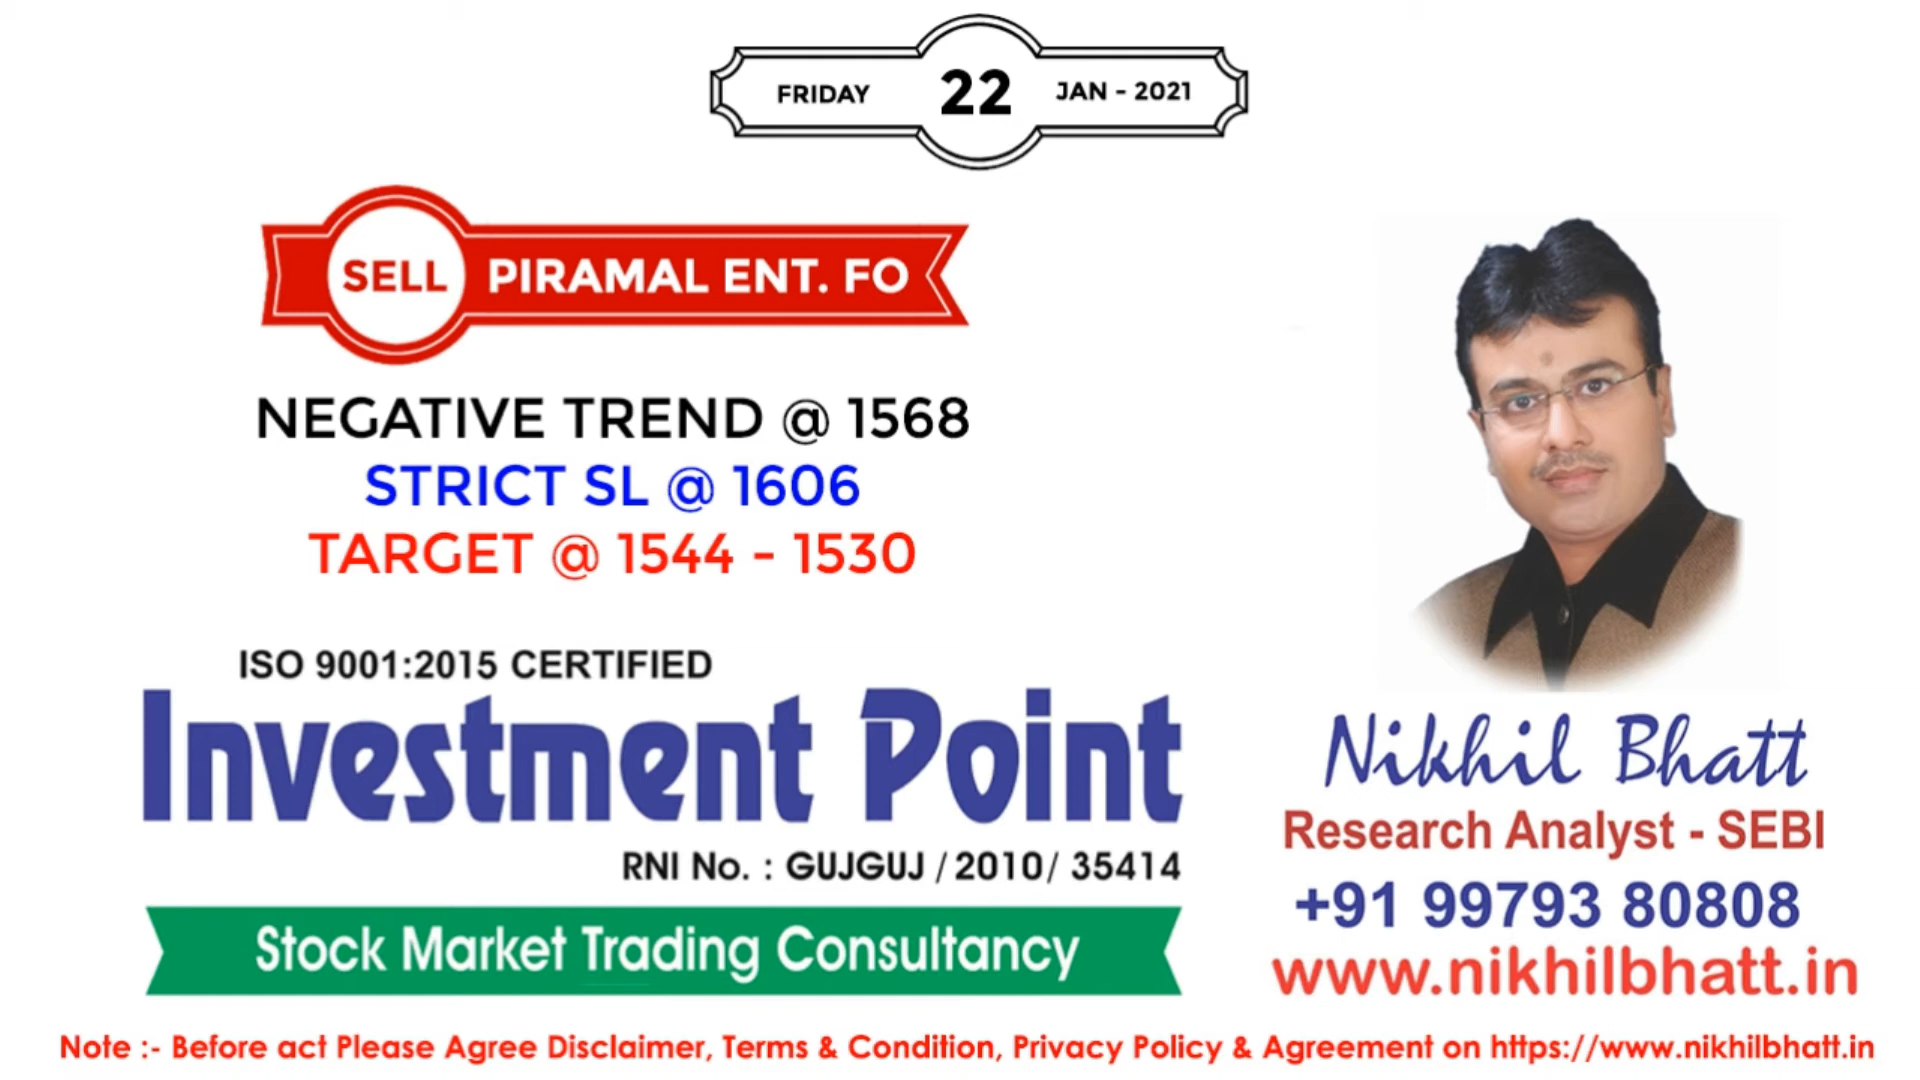 FRIDAY 22 JAN - 2021
SELL PIRAMAL ENT. FO
NEGATIVE TREND @ 1568
STRICT SL @ 1606
TARGET @ 1544 - 1530
ISO 9001:2015 CERTIFIED
Investment Point
RNI No. : GUJGUJ / 2010/ 35414
Stock Market Trading Consultancy
Nikhil Bhatt
Research Analyst - SEBI
+91 99793 80808
www.nikhilbhatt.in
Note :- Before act Please Agree Disclaimer, Terms & Condition, Privacy Policy & Agreement on https://www.nikhilbhatt.in